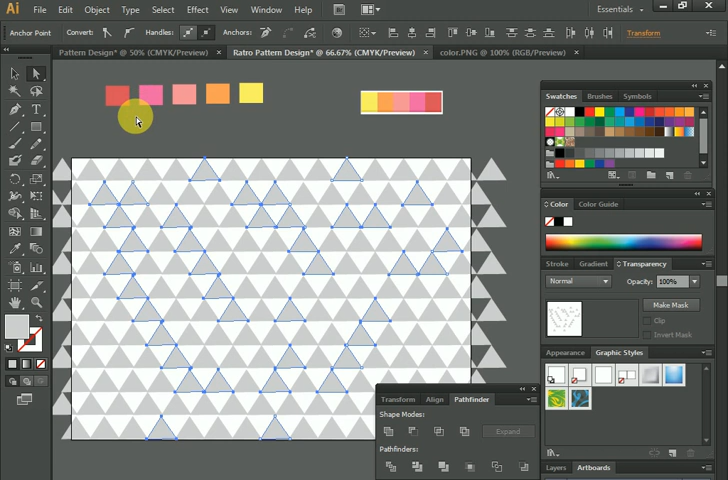 Ai File Edit Object Type Select Effect View Window Help Essentials
Anchor Point Convert: Handles: Anchors: Transform
Pattern Design* @ 50% (CMYK/Preview) × Ratro Pattern Design* @ 66.67% (CMYK/Preview) × color.PNG @ 100% (RGB/Preview) ×
Swatches Brushes Symbols
Color Color Guide
Stroke Gradient Transparency
Normal Opacity: 100%
Make Mask
Clip
Invert Mask
Appearance Graphic Styles
Transform Align Pathfinder
Shape Modes:
Expand
Pathfinders:
Layers Artboards